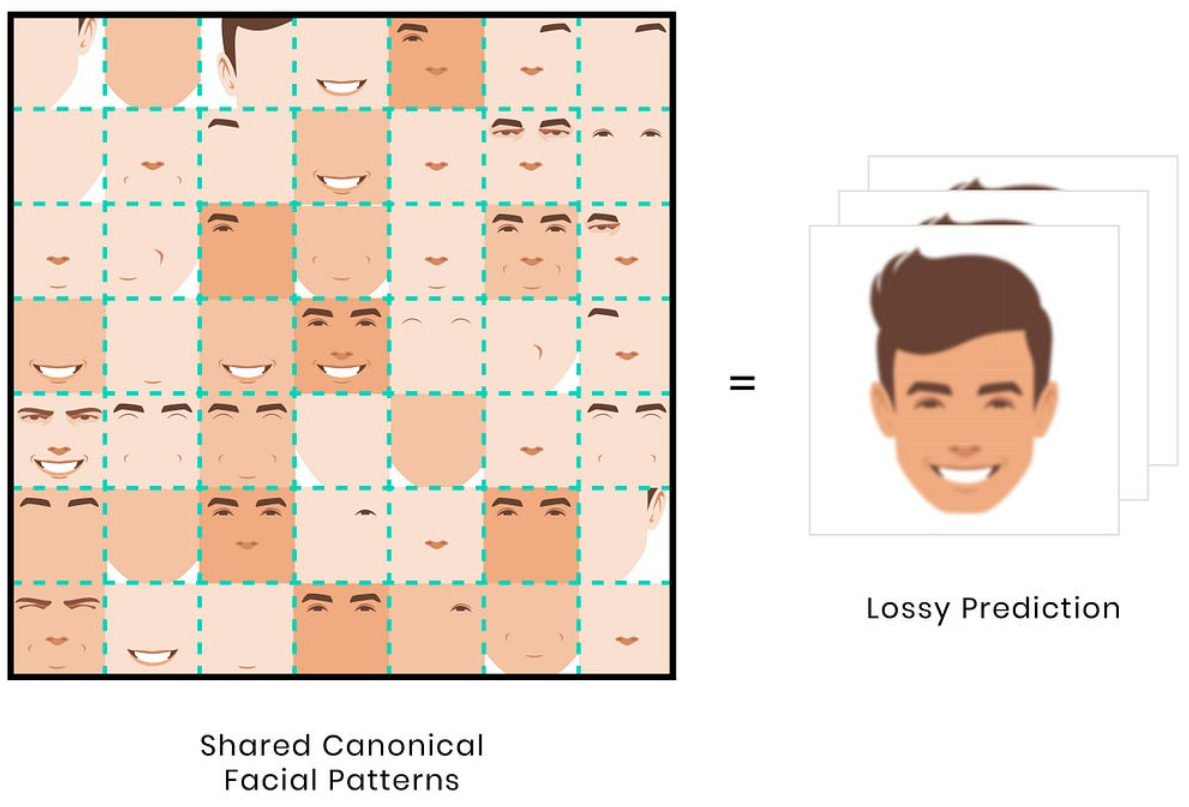 =
Lossy Prediction
Shared Canonical
Facial Patterns